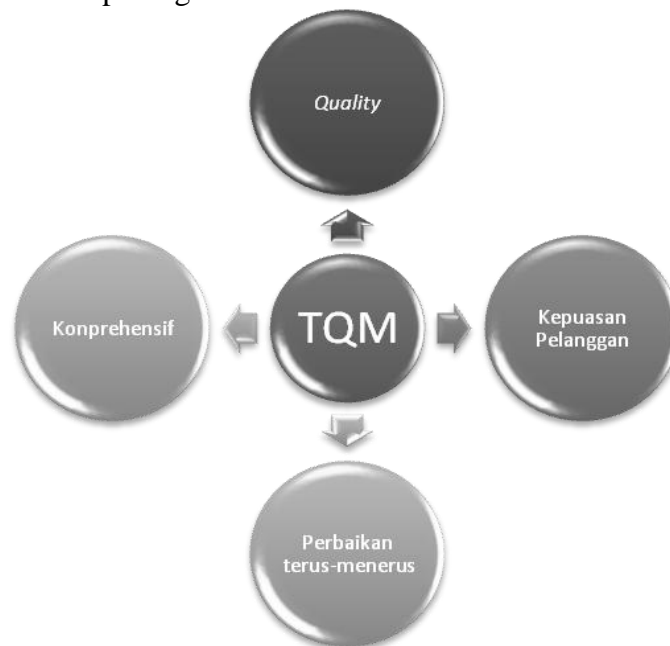 Quality
Konprehensif
TQM
Kepuasan
Pelanggan
Perbaikan
terus-menerus